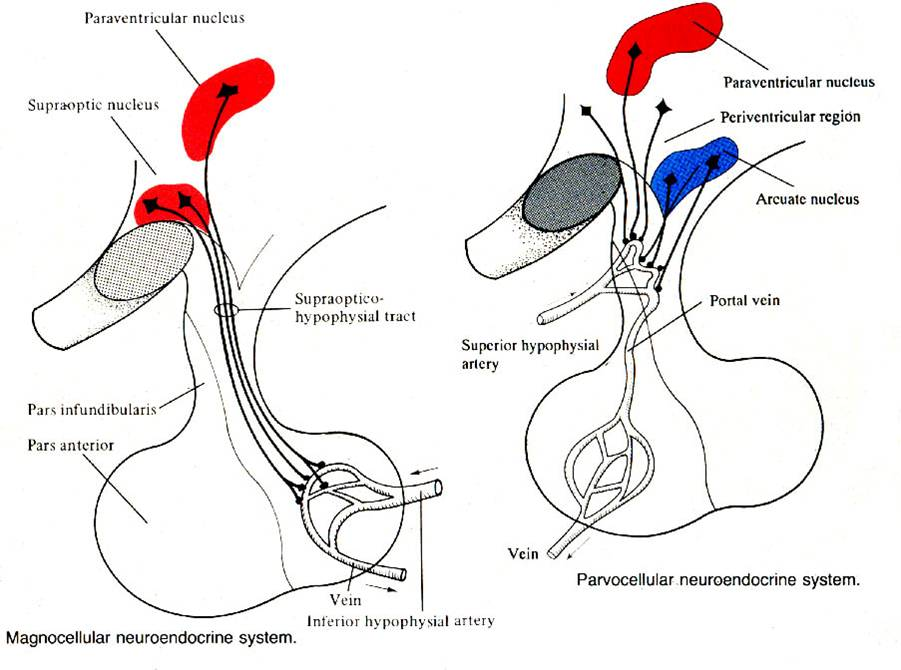 Paraventricular nucleus
Supraoptic nucleus
Supraoptico-
hypophysial tract
Pars infundibularis
Pars anterior
Vein
Inferior hypophysial artery
Magnocellular neuroendocrine system.
Paraventricular nucleus
Periventricular region
Arcuate nucleus
Portal vein
Superior hypophysial
artery
Vein
Parvocellular neuroendocrine system.